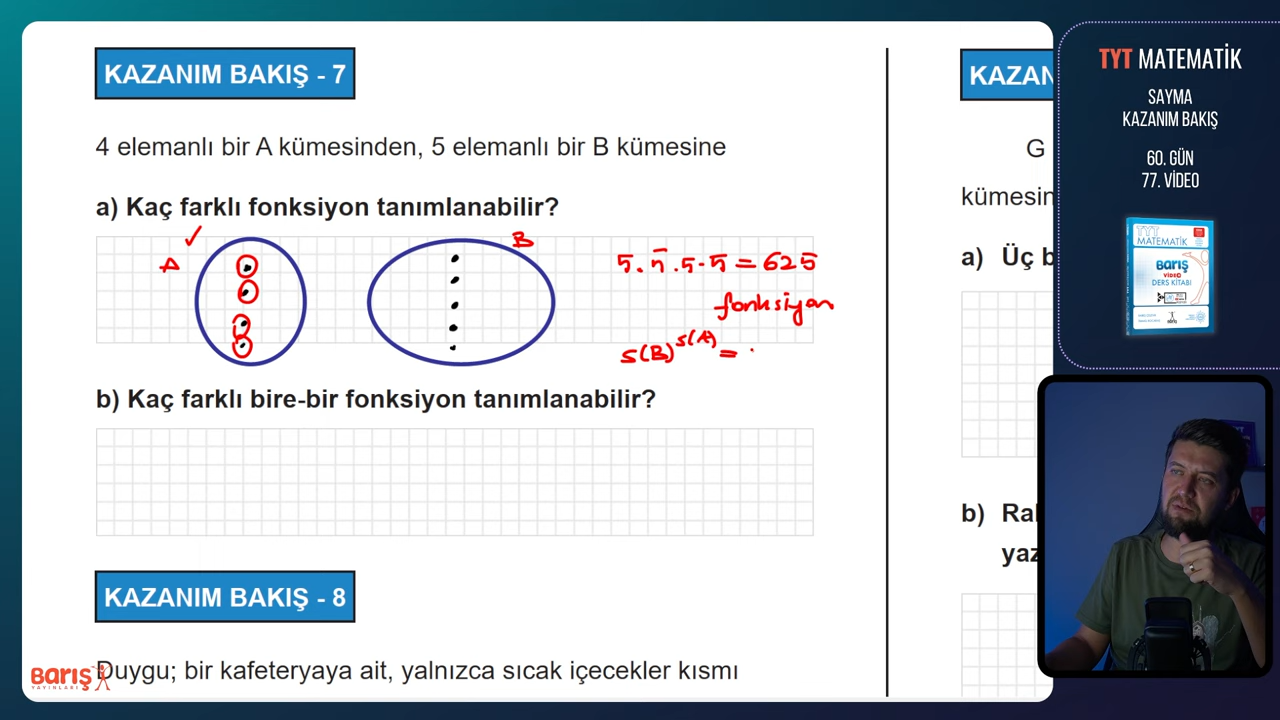 KAZANIM BAKIŞ - 7
4 elemanlı bir A kümesinden, 5 elemanlı bir B kümesine
a) Kaç farklı fonksiyon tanımlanabilir?
A
B
5.5.5.5 = 625
fonksiyon
s(B)^s(A) =
b) Kaç farklı bire-bir fonksiyon tanımlanabilir?
KAZANIM BAKIŞ - 8
Duygu; bir kafeteryaya ait, yalnızca sıcak içecekler kısmı
BARIŞ
YAYINLARI
KAZAN
G
kümesin
a) Üç b
b) Ral
yaz
TYT MATEMATİK
SAYMA
KAZANIM BAKIŞ
60. GÜN
77. VİDEO
TYT
MATEMATİK
BARIŞ
VİDEO
DERS KİTABI